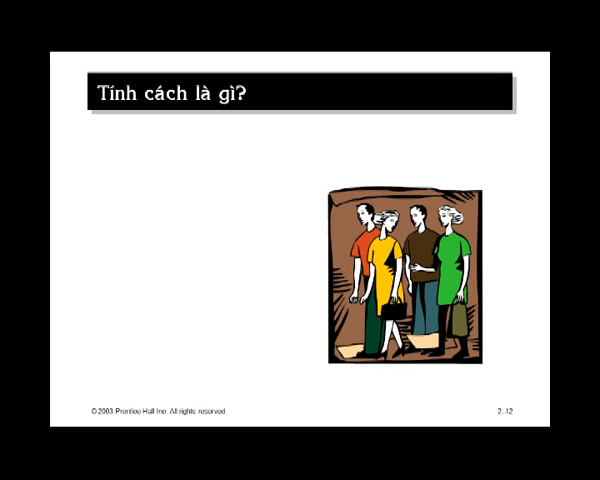 Tính cách là gì?
© 2003 Prentice Hall Inc. All rights reserved.
2–12